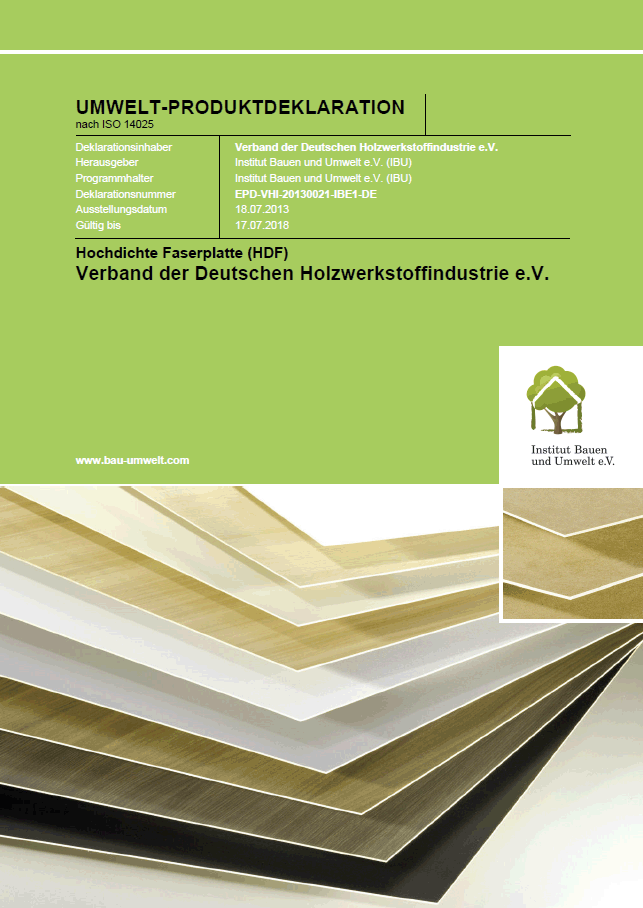 UMWELT-PRODUKTDEKLARATION
nach ISO 14025
Deklarationsinhaber Verband der Deutschen Holzwerkstoffindustrie e.V.
Herausgeber Institut Bauen und Umwelt e.V. (IBU)
Programmhalter Institut Bauen und Umwelt e.V. (IBU)
Deklarationsnummer EPD-VHI-20130021-IBE1-DE
Ausstellungsdatum 18.07.2013
Gültig bis 17.07.2018
Hochdichte Faserplatte (HDF)
Verband der Deutschen Holzwerkstoffindustrie e.V.
Institut Bauen
und Umwelt e.V.
www.bau-umwelt.com